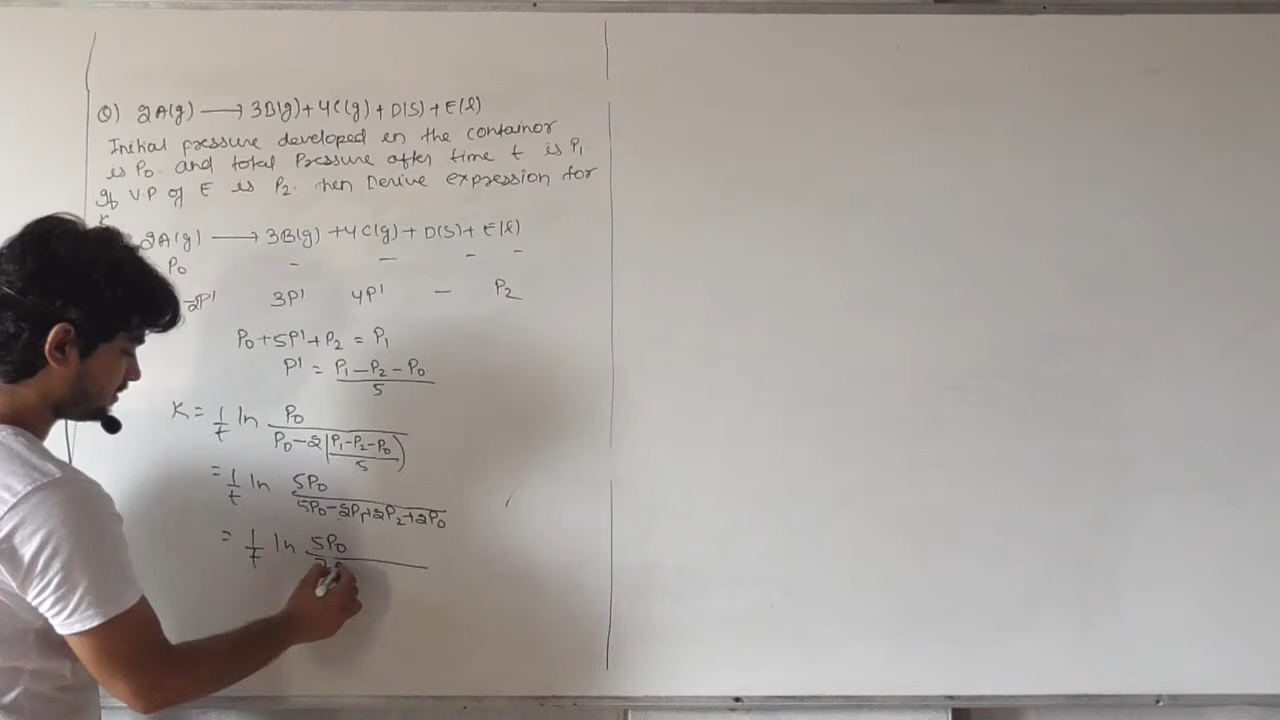 Q) 2A(g) ⟶ 3B(g) + 4C(g) + D(s) + E(l)
Initial pressure developed in the containor
is P₀. and total Pressure after time t is P₁
If V.P of E is P₂. then Derive expression for
K
2A(g) ⟶ 3B(g) + 4C(g) + D(s) + E(l)
P₀ - - - -
-2P' 3P' 4P' - P₂
P₀+5P'+P₂ = P₁
P' = (P₁-P₂-P₀)/5
K = 1/t ln P₀/(P₀-2((P₁-P₂-P₀)/5))
= 1/t ln 5P₀/(5P₀-2P₁+2P₂+2P₀)
= 1/t ln 5P₀/7